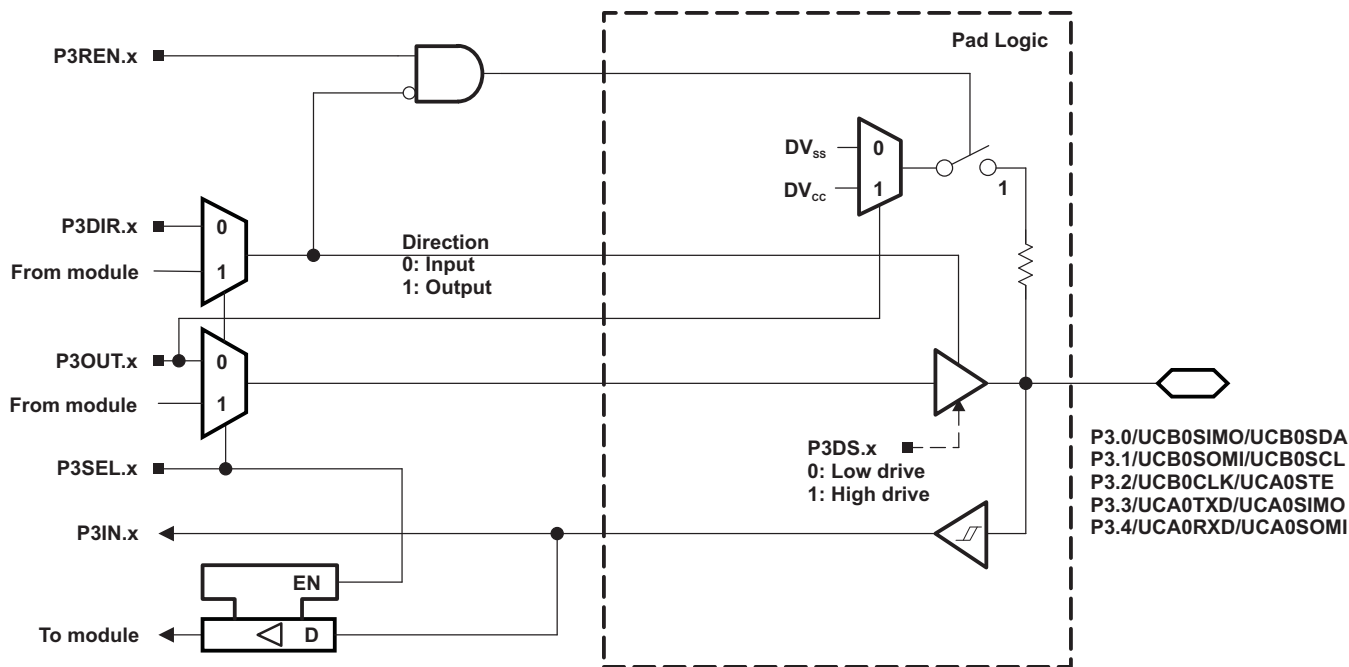 Pad Logic
P3REN.x
DVSS
0
DVCC
1
1
P3DIR.x
0
From module
1
Direction
0: Input
1: Output
P3OUT.x
0
From module
1
P3DS.x
0: Low drive
1: High drive
P3SEL.x
P3.0/UCB0SIMO/UCB0SDA
P3.1/UCB0SOMI/UCB0SCL
P3.2/UCB0CLK/UCA0STE
P3.3/UCA0TXD/UCA0SIMO
P3.4/UCA0RXD/UCA0SOMI
P3IN.x
EN
To module
D